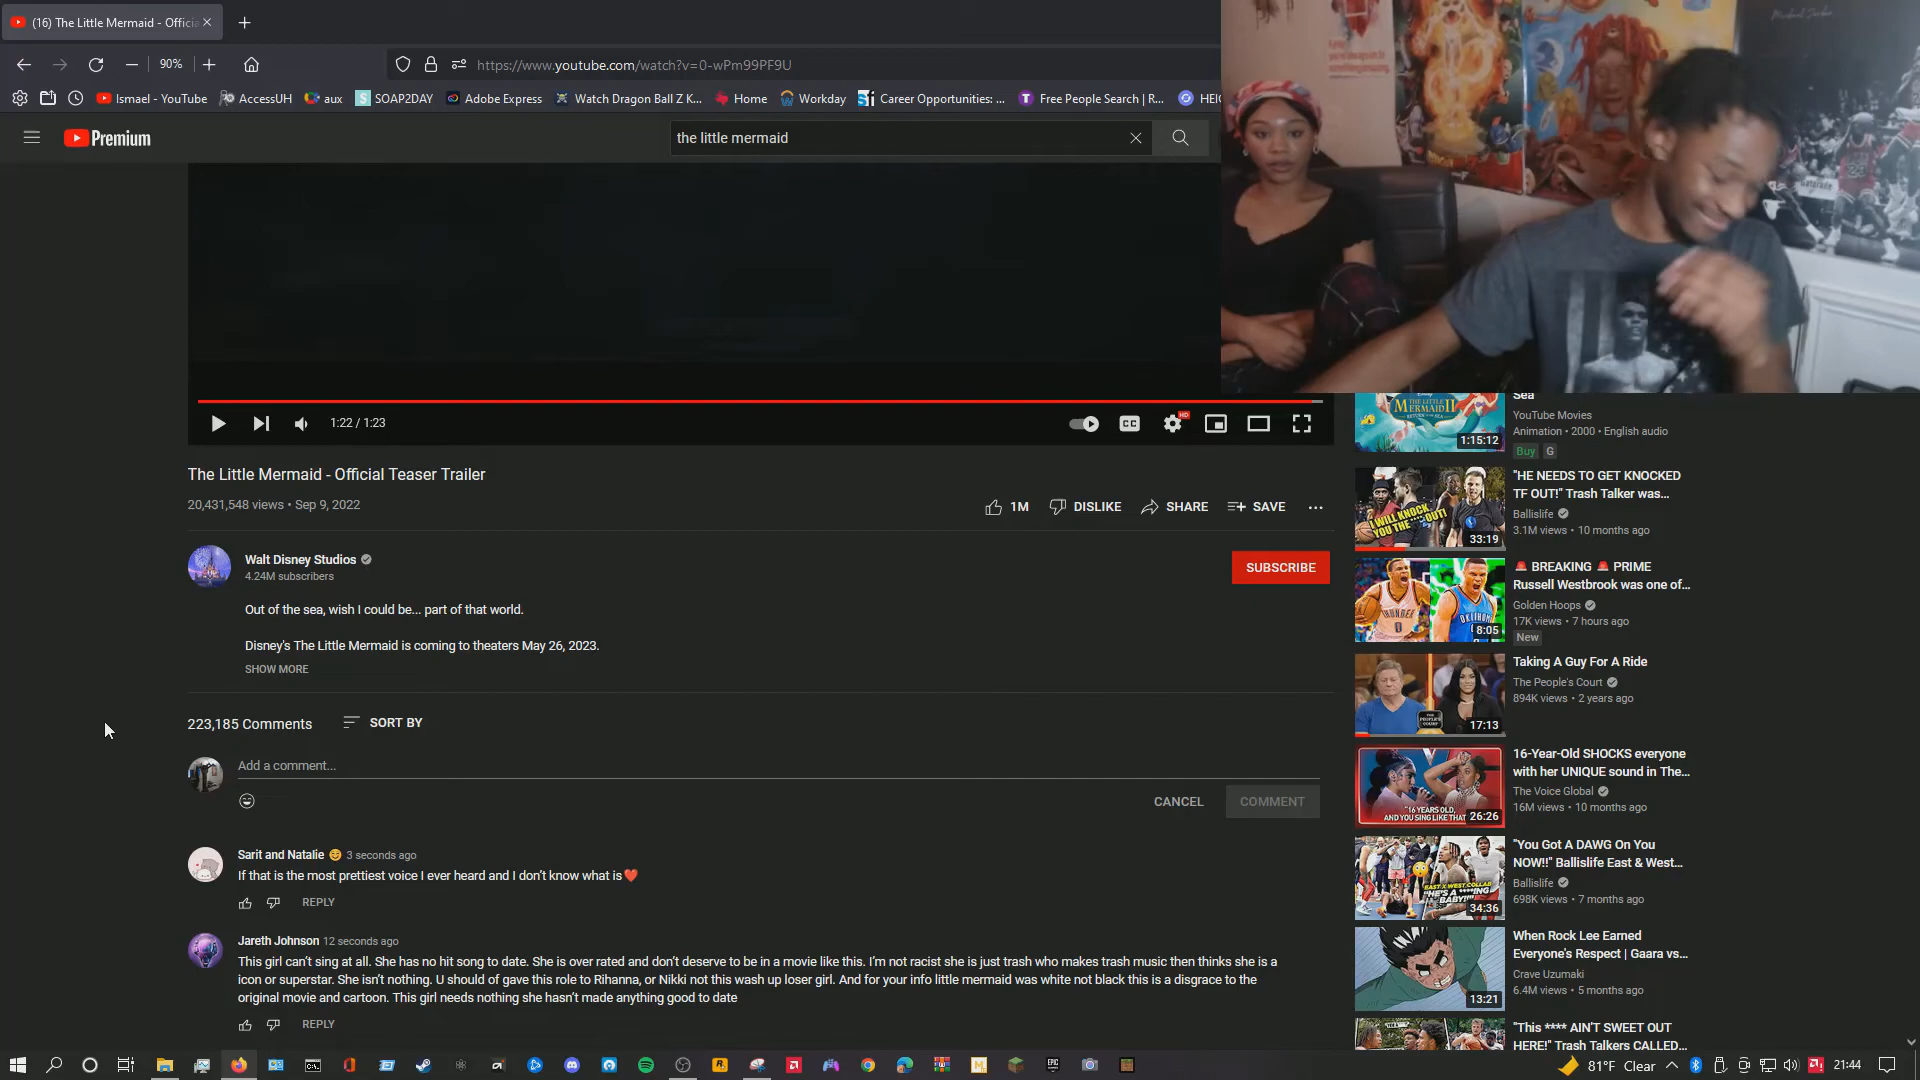 (16) The Little Mermaid - Offici
90%
https://www.youtube.com/watch?v=0-wPm99PF9U
Ismael - YouTube
AccessUH
aux
SOAP2DAY
Adobe Express
Watch Dragon Ball Z K...
Home
Workday
Career Opportunities: ...
Free People Search | R...
Premium
the little mermaid
Gatorade
1:22 / 1:23
CC
HD
The Little Mermaid - Official Teaser Trailer
20,431,548 views • Sep 9, 2022
1M
DISLIKE
SHARE
SAVE
Walt Disney Studios
4.24M subscribers
SUBSCRIBE
Out of the sea, wish I could be... part of that world.
Disney's The Little Mermaid is coming to theaters May 26, 2023.
SHOW MORE
223,185 Comments
SORT BY
Add a comment...
CANCEL
COMMENT
Sarit and Natalie 😊 3 seconds ago
If that is the most prettiest voice I ever heard and I don't know what is❤️
REPLY
Jareth Johnson 12 seconds ago
This girl can't sing at all. She has no hit song to date. She is over rated and don't deserve to be in a movie like this. I'm not racist she is just trash who makes trash music then thinks she is a
icon or superstar. She isn't nothing. U should of gave this role to Rihanna, or Nikki not this wash up loser girl. And for your info little mermaid was white not black this is a disgrace to the
original movie and cartoon. This girl needs nothing she hasn't made anything good to date
REPLY
MERMAID II
1:15:12
Sea
YouTube Movies
Animation • 2000 • English audio
Buy
G
I WILL KNOCK
YOU THE **** OUT!
33:19
"HE NEEDS TO GET KNOCKED
TF OUT!" Trash Talker was...
Ballislife
3.1M views • 10 months ago
8:05
🚨 BREAKING 🚨 PRIME
Russell Westbrook was one of...
Golden Hoops
17K views • 7 hours ago
New
17:13
Taking A Guy For A Ride
The People's Court
894K views • 2 years ago
"16 YEARS OLD,
AND YOU SING LIKE THAT
26:26
16-Year-Old SHOCKS everyone
with her UNIQUE sound in The...
The Voice Global
16M views • 10 months ago
EAST X WEST COLLAB
"HE'S A ****ING
BABY!!"
34:36
"You Got A DAWG On You
NOW!!" Ballislife East & West...
Ballislife
698K views • 7 months ago
13:21
When Rock Lee Earned
Everyone's Respect | Gaara vs...
Crave Uzumaki
6.4M views • 5 months ago
"This **** AIN'T SWEET OUT
HERE!" Trash Talkers CALLED...
81°F Clear
21:44